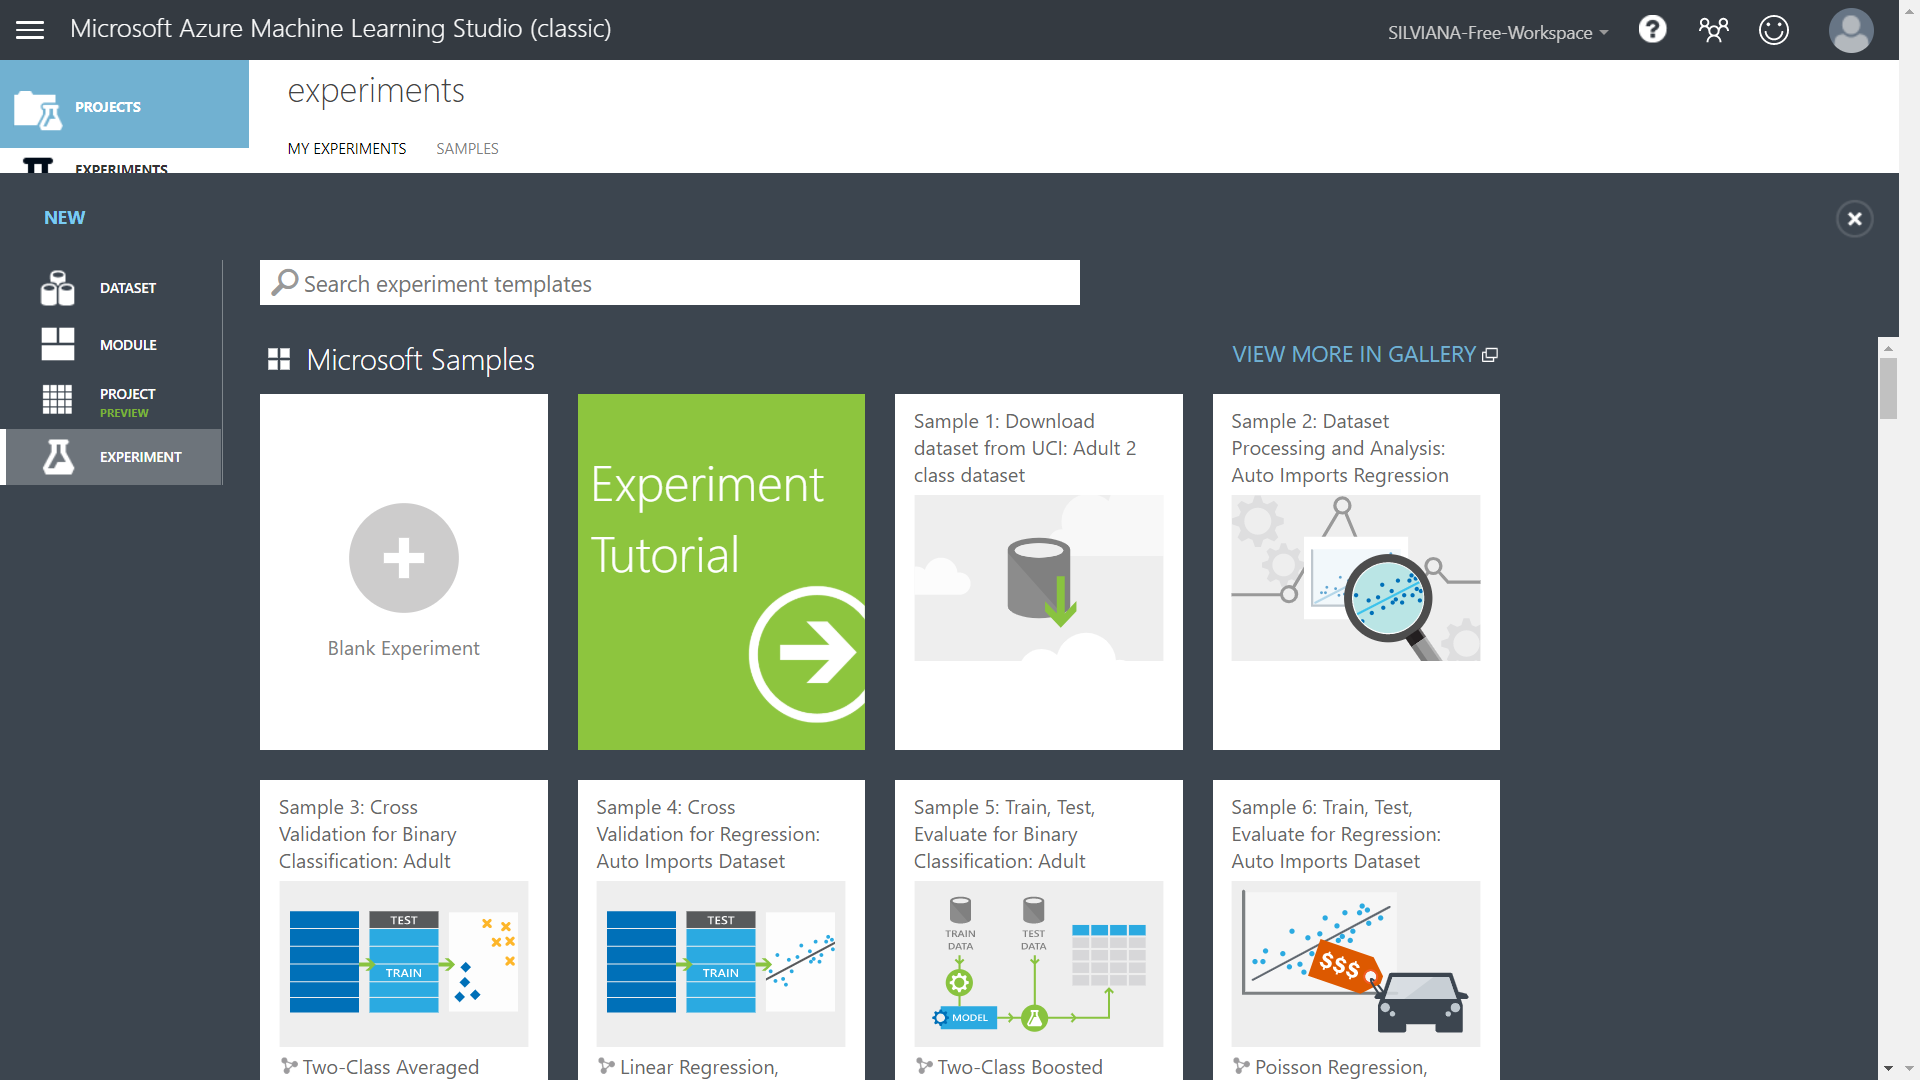 Microsoft Azure Machine Learning Studio (classic)
SILVIANA-Free-Workspace
PROJECTS
EXPERIMENTS
experiments
MY EXPERIMENTS
SAMPLES
NEW
DATASET
MODULE
PROJECT
PREVIEW
EXPERIMENT
Search experiment templates
Microsoft Samples
VIEW MORE IN GALLERY
Blank Experiment
Experiment
Tutorial
Sample 1: Download
dataset from UCI: Adult 2
class dataset
Sample 2: Dataset
Processing and Analysis:
Auto Imports Regression
Sample 3: Cross
Validation for Binary
Classification: Adult
TEST
TRAIN
Two-Class Averaged
Sample 4: Cross
Validation for Regression:
Auto Imports Dataset
TEST
TRAIN
Linear Regression,
Sample 5: Train, Test,
Evaluate for Binary
Classification: Adult
TRAIN
DATA
TEST
DATA
MODEL
Two-Class Boosted
Sample 6: Train, Test,
Evaluate for Regression:
Auto Imports Dataset
$$$
Poisson Regression,